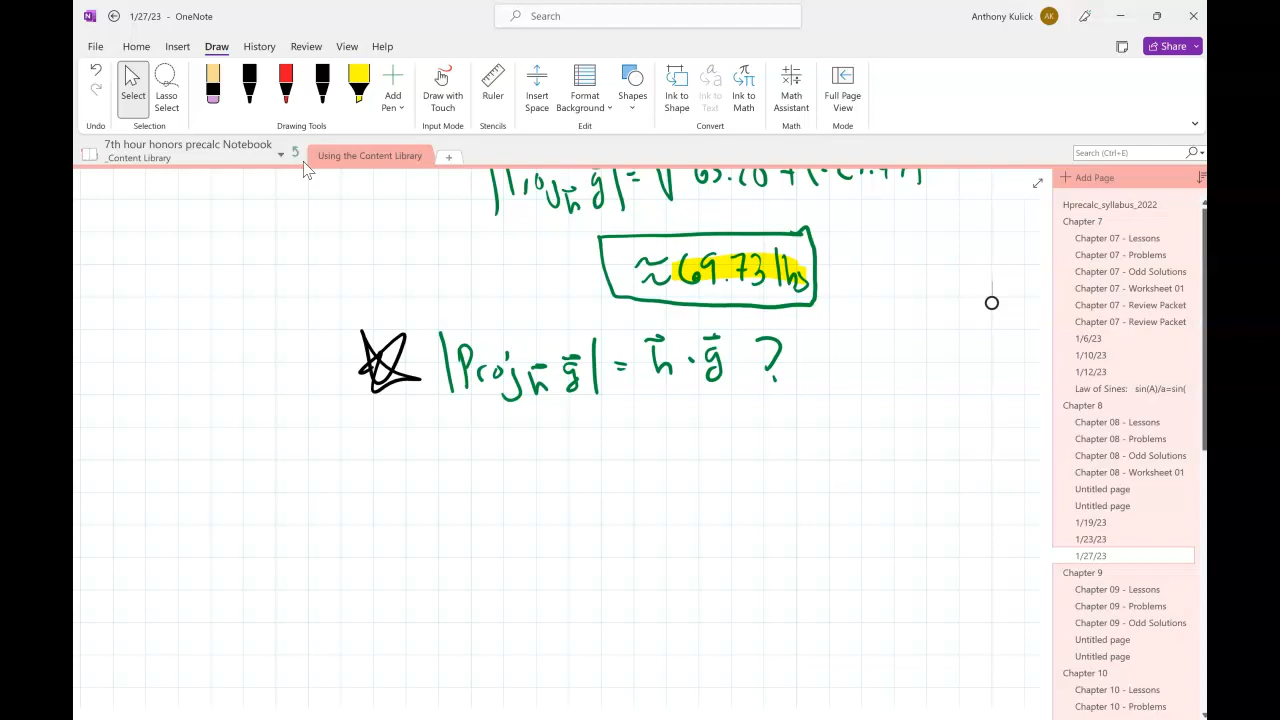 1/27/23 • OneNote
Search
Anthony Kulick
AK
File Home Insert Draw History Review View Help
Share
Undo
Select
Lasso Select
Add Pen
Draw with Touch
Ruler
Insert Space
Format Background
Shapes
Ink to Shape
Ink to Text
Ink to Math
Math Assistant
Full Page View
Selection Drawing Tools Input Mode Stencils Edit Convert Math Mode
7th hour honors precalc Notebook
_Content Library
Using the Content Library
Search (Ctrl+E)
Add Page
Hprecalc_syllabus_2022
Chapter 7
Chapter 07 - Lessons
Chapter 07 - Problems
Chapter 07 - Odd Solutions
Chapter 07 - Worksheet 01
Chapter 07 - Review Packet
Chapter 07 - Review Packet
1/6/23
1/10/23
1/12/23
Law of Sines: sin(A)/a=sin(
Chapter 8
Chapter 08 - Lessons
Chapter 08 - Problems
Chapter 08 - Odd Solutions
Chapter 08 - Worksheet 01
Untitled page
Untitled page
1/19/23
1/23/23
1/27/23
Chapter 9
Chapter 09 - Lessons
Chapter 09 - Problems
Chapter 09 - Odd Solutions
Untitled page
Untitled page
Chapter 10
Chapter 10 - Lessons
Chapter 10 - Problems
≈ 69.73 lbs
|Proj_h⃗ g⃗| = h⃗ · g⃗ ?